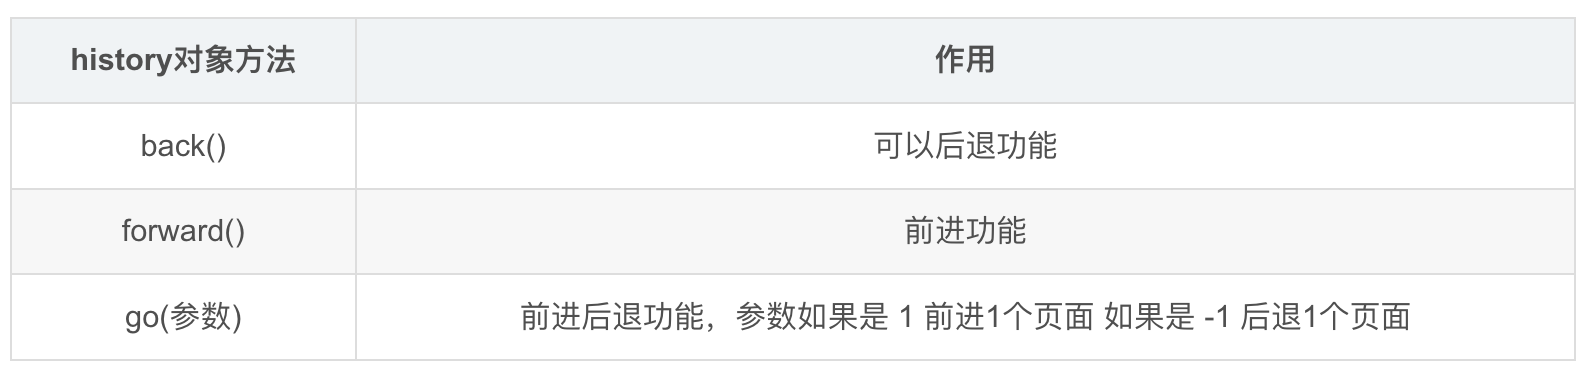 history对象方法 作用
back() 可以后退功能
forward() 前进功能
go(参数) 前进后退功能，参数如果是 1 前进1个页面 如果是 -1 后退1个页面